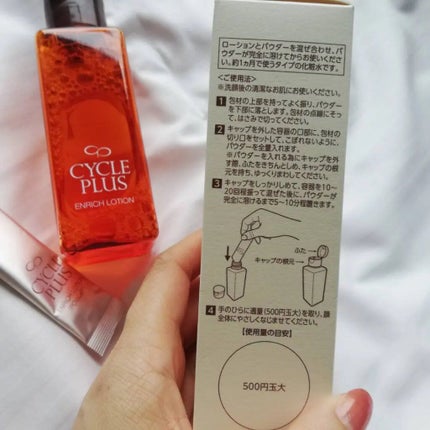 CYCLE
PLUS
ENRICH LOTION
CYCLE
PLUS
ローションとパウダーを混ぜ合わせ、パ
ウダーが完全に溶けてからお使いくださ
い。約1ヵ月で使うタイプの化粧水です。
<ご使用法>
※洗顔後の清潔なお肌にお使いください。
1 包材の上部を持ってよく振り、パウダー
を下部に落とします。包材の点線にそっ
て、はさみで切ってください。
2 キャップを外した容器の口部に、包材の
切り口をセットして、こぼれないように、
パウダーを全量入れます。
※パウダーを入れる為にキャップを外
す際、ふたをきちんとしめ、キャップの根
元を持ち、ゆっくりまわしてください。
3 キャップをしっかりしめて、容器を10〜
20回程振って混ぜた後に、パウダーが
完全に溶けるまで5〜10分程置きます。
ふた
キャップの根元
4 手のひらに適量(500円玉大)を取り、顔
全体にやさしくなじませてください。
【使用量の目安】
500円玉大